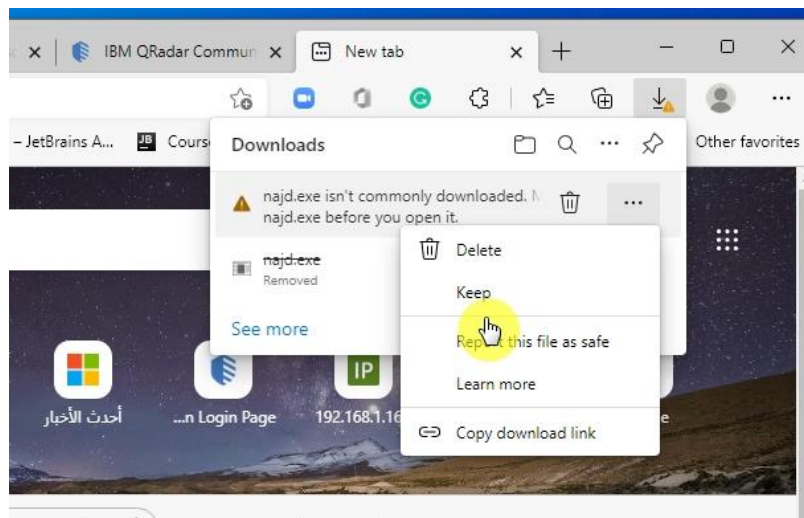 IBM QRadar Commun
New tab
– JetBrains A...
JB
Cours
Downloads
Other favorites
najd.exe isn't commonly downloaded.
najd.exe before you open it.
najd.exe
Removed
See more
Delete
Keep
Report this file as safe
Learn more
Copy download link
IP
أحدث الأخبار
...n Login Page
192.168.1.16
e